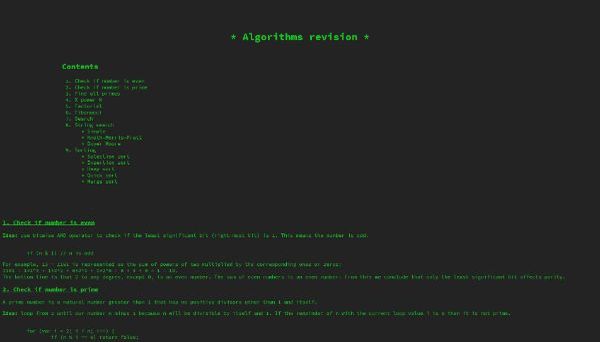 * Algorithms revision *
Contents
1. Check if number is even
2. Check if number is prime
3. Find all primes
4. X power N
5. Factorial
6. Fibonacci
7. Search
8. String search
* Simple
* Knuth-Morris-Pratt
* Boyer Moore
9. Sorting
* Selection sort
* Insertion sort
* Heap sort
* Quick sort
* Merge sort
1. Check if number is even
Idea: use bitwise AND operator to check if the least significant bit (right-most bit) is 1. This means the number is odd.
if (n & 1) // n is odd
For example, 13 = 1101 is represented as the sum of powers of two multiplied by the corresponding ones or zeros:
The bottom line is that 2 to any degree, except 0, is an even number. The sum of even numbers is an even number. From this we conclude that only the least significant bit affects parity.
2. Check if number is prime
A prime number is a natural number greater than 1 that has no positive divisors other than 1 and itself.
Idea: loop from 2 until our number n minus 1 because n will be divisible by itself and 1. If the remainder of n with the current loop value i is 0 then it is not prime.
for (var i = 2; i < n; i++) {
if (n % i == 0) return false;